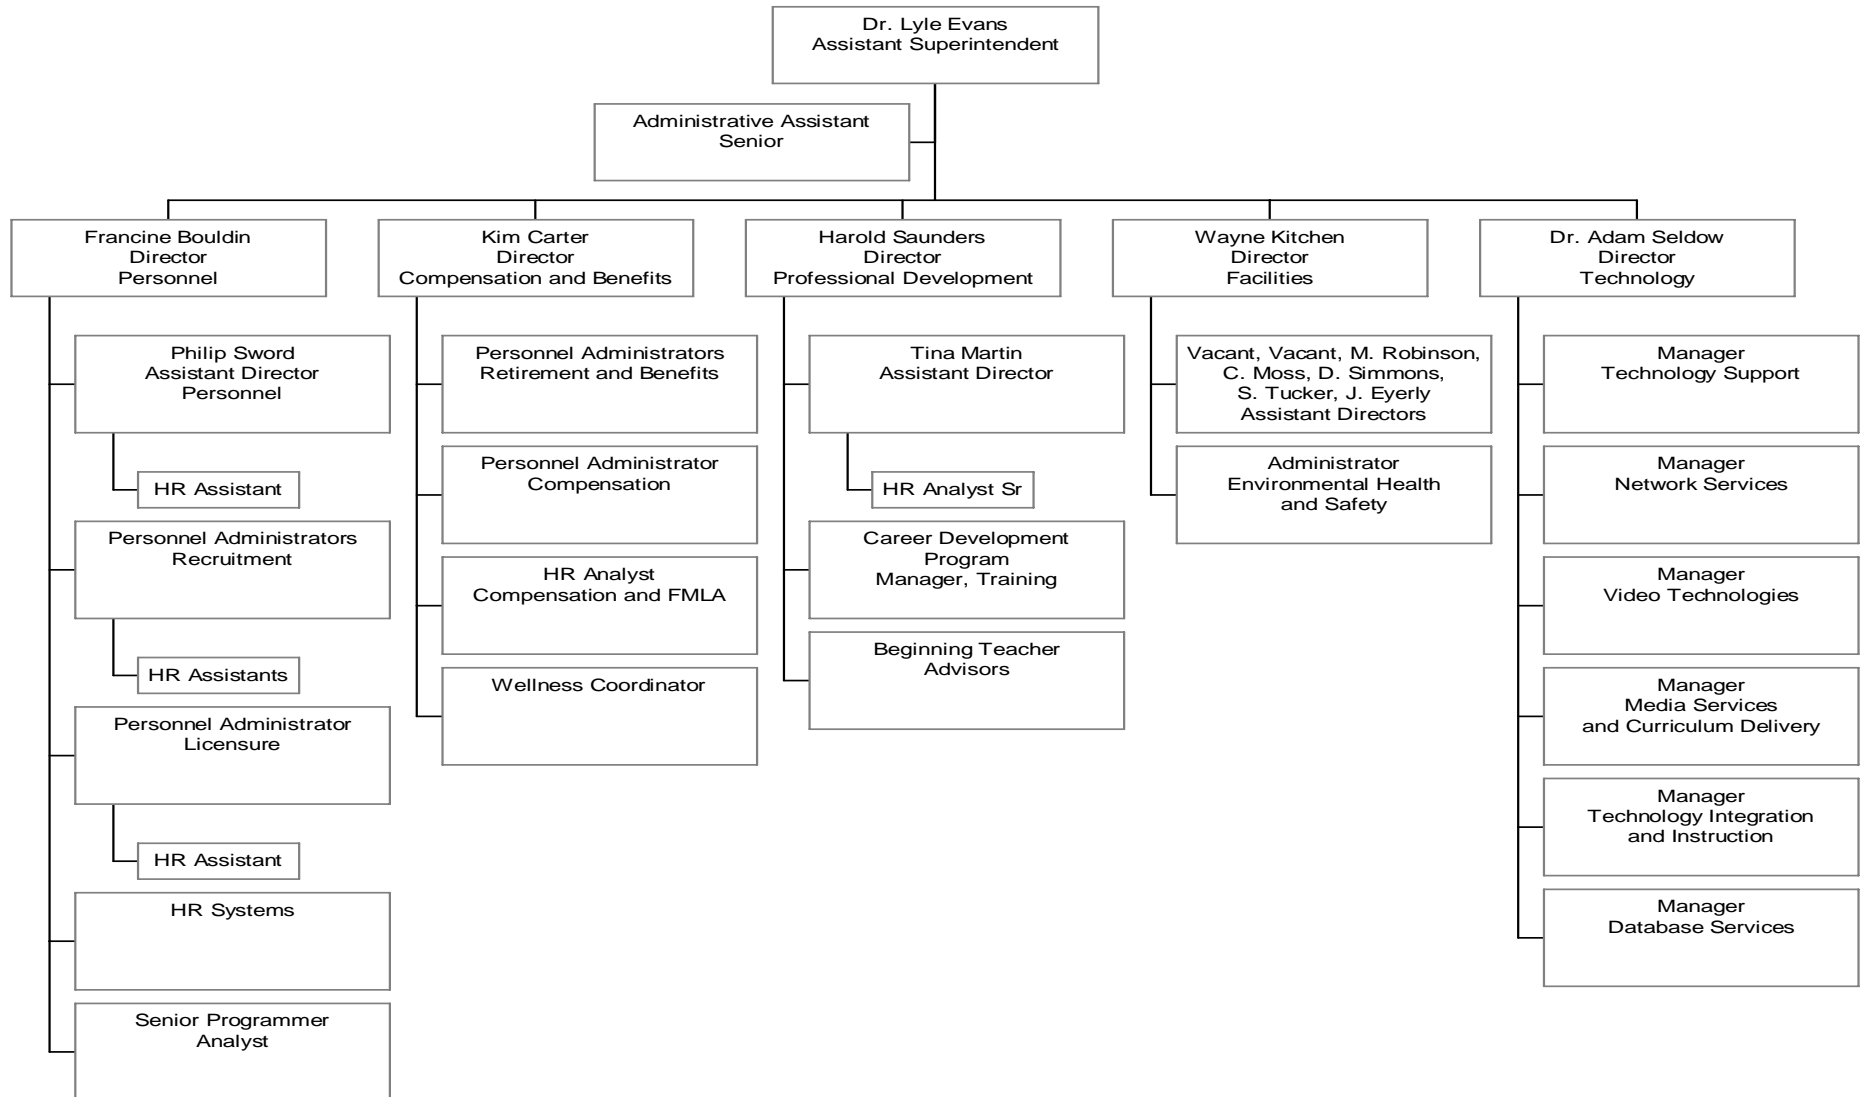 Dr. Lyle Evans
Assistant Superintendent
Administrative Assistant
Senior
Francine Bouldin
Director
Personnel
Philip Sword
Assistant Director
Personnel
HR Assistant
Personnel Administrators
Recruitment
HR Assistants
Personnel Administrator
Licensure
HR Assistant
HR Systems
Senior Programmer
Analyst
Kim Carter
Director
Compensation and Benefits
Personnel Administrators
Retirement and Benefits
Personnel Administrator
Compensation
HR Analyst
Compensation and FMLA
Wellness Coordinator
Harold Saunders
Director
Professional Development
Tina Martin
Assistant Director
HR Analyst Sr
Career Development
Program
Manager, Training
Beginning Teacher
Advisors
Wayne Kitchen
Director
Facilities
Vacant, Vacant, M. Robinson,
C. Moss, D. Simmons,
S. Tucker, J. Eyerly
Assistant Directors
Administrator
Environmental Health
and Safety
Dr. Adam Seldow
Director
Technology
Manager
Technology Support
Manager
Network Services
Manager
Video Technologies
Manager
Media Services
and Curriculum Delivery
Manager
Technology Integration
and Instruction
Manager
Database Services